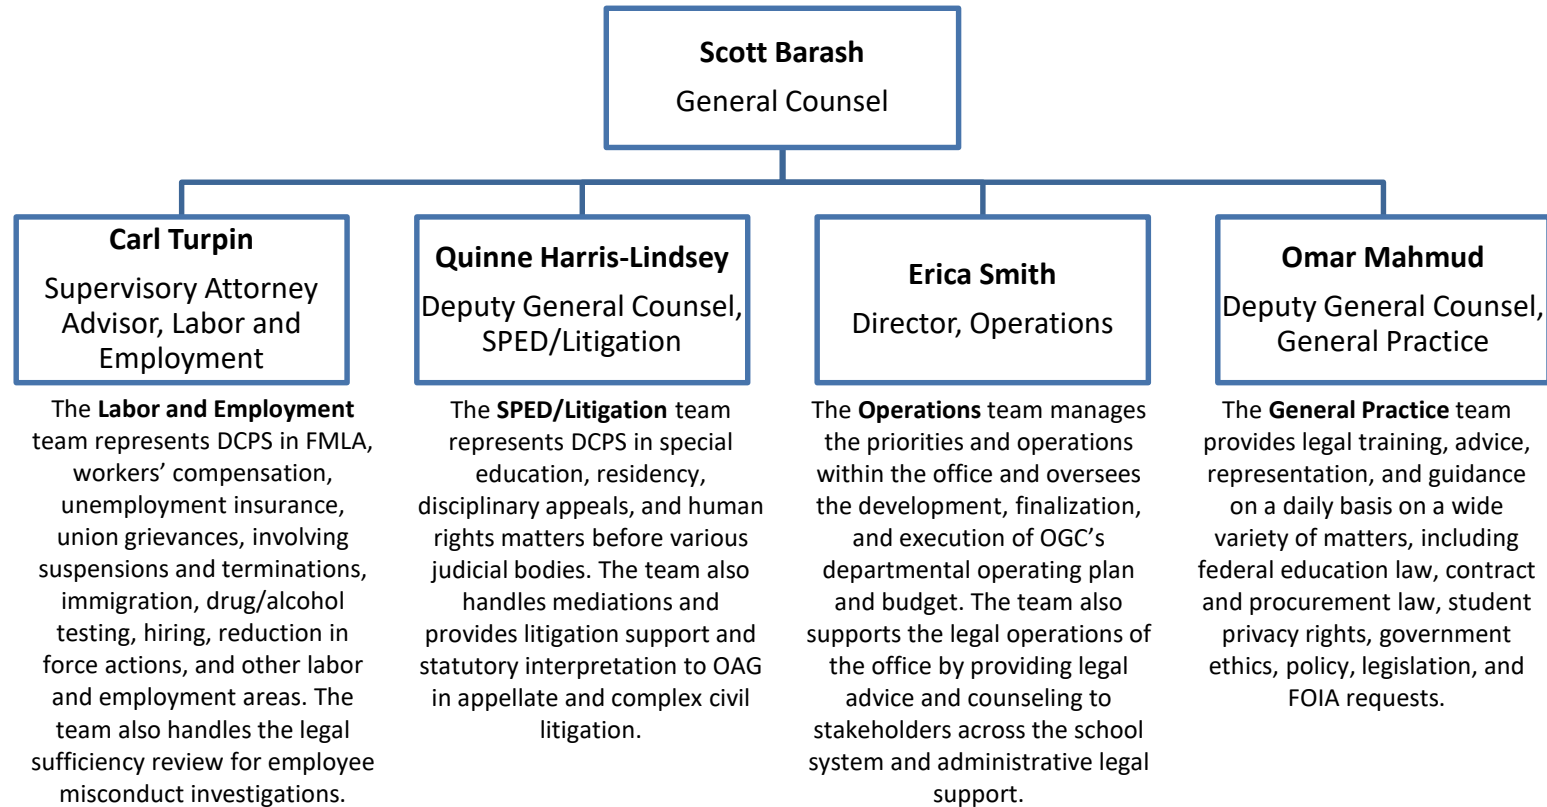 Scott Barash
General Counsel
Carl Turpin
Supervisory Attorney
Advisor, Labor and
Employment
The Labor and Employment
team represents DCPS in FMLA,
workers’ compensation,
unemployment insurance,
union grievances, involving
suspensions and terminations,
immigration, drug/alcohol
testing, hiring, reduction in
force actions, and other labor
and employment areas. The
team also handles the legal
sufficiency review for employee
misconduct investigations.
Quinne Harris-Lindsey
Deputy General Counsel,
SPED/Litigation
The SPED/Litigation team
represents DCPS in special
education, residency,
disciplinary appeals, and human
rights matters before various
judicial bodies. The team also
handles mediations and
provides litigation support and
statutory interpretation to OAG
in appellate and complex civil
litigation.
Erica Smith
Director, Operations
The Operations team manages
the priorities and operations
within the office and oversees
the development, finalization,
and execution of OGC’s
departmental operating plan
and budget. The team also
supports the legal operations of
the office by providing legal
advice and counseling to
stakeholders across the school
system and administrative legal
support.
Omar Mahmud
Deputy General Counsel,
General Practice
The General Practice team
provides legal training, advice,
representation, and guidance
on a daily basis on a wide
variety of matters, including
federal education law, contract
and procurement law, student
privacy rights, government
ethics, policy, legislation, and
FOIA requests.